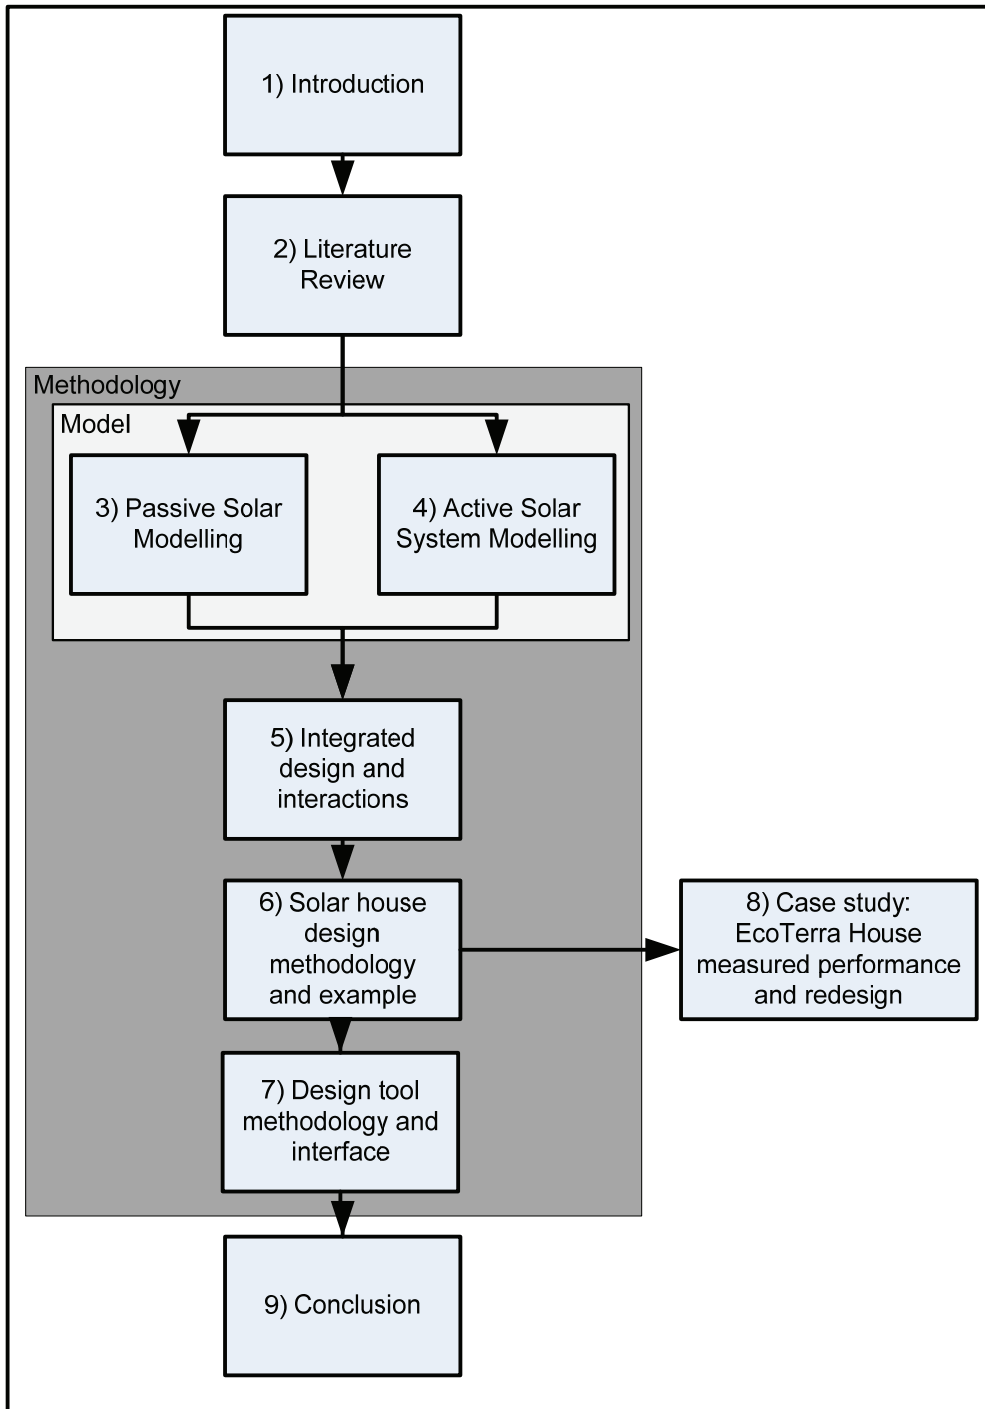 1) Introduction
2) Literature
Review
Methodology
Model
3) Passive Solar
Modelling
4) Active Solar
System Modelling
5) Integrated
design and
interactions
6) Solar house
design
methodology
and example
8) Case study:
EcoTerra House
measured performance
and redesign
7) Design tool
methodology and
interface
9) Conclusion